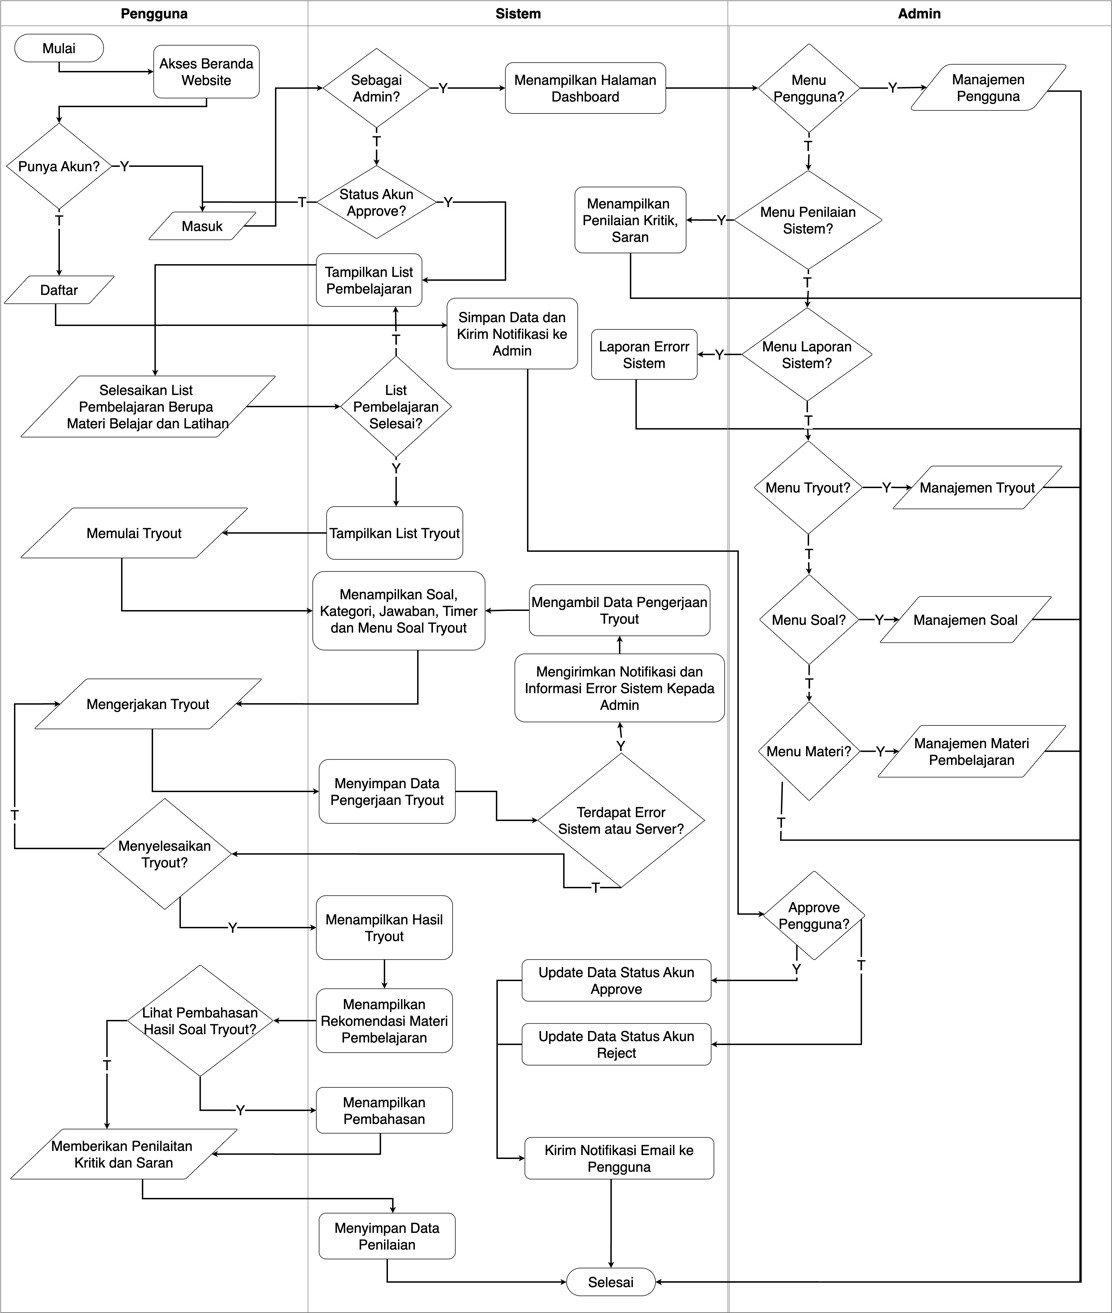 Pengguna
Sistem
Admin
Mulai
Akses Beranda
Website
Punya Akun?
Y
T
Masuk
Daftar
Sebagai
Admin?
Y
T
Status Akun
Approve?
T
Y
Menampilkan Halaman
Dashboard
Menu
Pengguna?
Y
T
Manajemen
Pengguna
Menampilkan
Penilaian Kritik,
Saran
Y
Menu Penilaian
Sistem?
T
Tampilkan List
Pembelajaran
T
Simpan Data dan
Kirim Notifikasi ke
Admin
Laporan Errorr
Sistem
Y
Menu Laporan
Sistem?
T
Selesaikan List
Pembelajaran Berupa
Materi Belajar dan Latihan
List
Pembelajaran
Selesai?
Y
Menu Tryout?
Y
T
Manajemen Tryout
Memulai Tryout
Tampilkan List Tryout
Menampilkan Soal,
Kategori, Jawaban, Timer
dan Menu Soal Tryout
Mengambil Data Pengerjaan
Tryout
Menu Soal?
Y
T
Manajemen Soal
Mengirimkan Notifikasi dan
Informasi Error Sistem Kepada
Admin
Y
Mengerjakan Tryout
Menu Materi?
Y
T
Manajemen Materi
Pembelajaran
Menyimpan Data
Pengerjaan Tryout
Terdapat Error
Sistem atau Server?
T
T
Menyelesaikan
Tryout?
Y
Menampilkan Hasil
Tryout
Approve
Pengguna?
Y
T
Update Data Status Akun
Approve
Lihat Pembahasan
Hasil Soal Tryout?
T
Y
Menampilkan
Rekomendasi Materi
Pembelajaran
Update Data Status Akun
Reject
Menampilkan
Pembahasan
Memberikan Penilaitan
Kritik dan Saran
Kirim Notifikasi Email ke
Pengguna
Menyimpan Data
Penilaian
Selesai